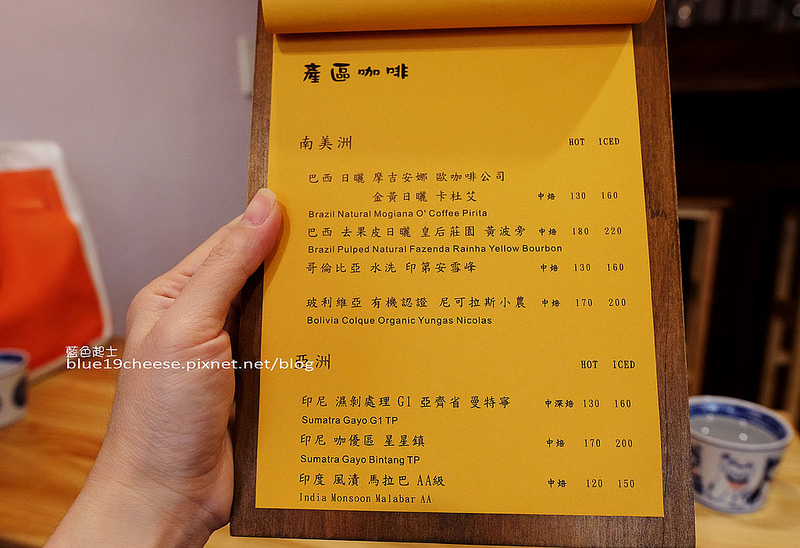 產區咖啡
南美洲 HOT ICED
巴西 日曬 摩吉安娜 歐咖啡公司
金黃日曬 卡杜艾 中焙 130 160
Brazil Natural Mogiana O' Coffee Pirita
巴西 去果皮日曬 皇后莊園 黃波旁 中焙 180 220
Brazil Pulped Natural Fazenda Rainha Yellow Bourbon
哥倫比亞 水洗 印第安雪峰 中焙 130 160
玻利維亞 有機認證 尼可拉斯小農 中焙 170 200
Bolivia Colque Organic Yungas Nicolas
藍色起士
blue19cheese.pixnet.net/blog
亞洲 HOT ICED
印尼 濕剝處理 G1 亞齊省 曼特寧 中深焙 130 160
Sumatra Gayo G1 TP
印尼 咖優區 星星鎮 中焙 170 200
Sumatra Gayo Bintang TP
印度 風漬 馬拉巴 AA級 中焙 120 150
India Monsoon Malabar AA